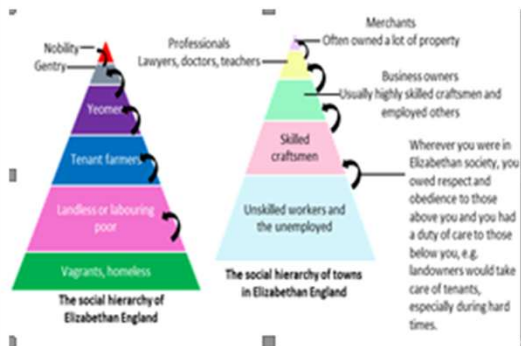 Nobility
Gentry
Yeomen
Tenant farmers
Landless or labouring
poor
Vagrants, homeless
The social hierarchy of
Elizabethan England
Merchants
Often owned a lot of property
Professionals
Lawyers, doctors, teachers
Business owners
Usually highly skilled craftsmen and
employed others
Skilled
craftsmen
Unskilled workers and
the unemployed
The social hierarchy of towns
in Elizabethan England
Wherever you were in
Elizabethan society, you
owed respect and
obedience to those
above you and you had
a duty of care to those
below you, e.g.
landowners would take
care of tenants,
especially during hard
times.